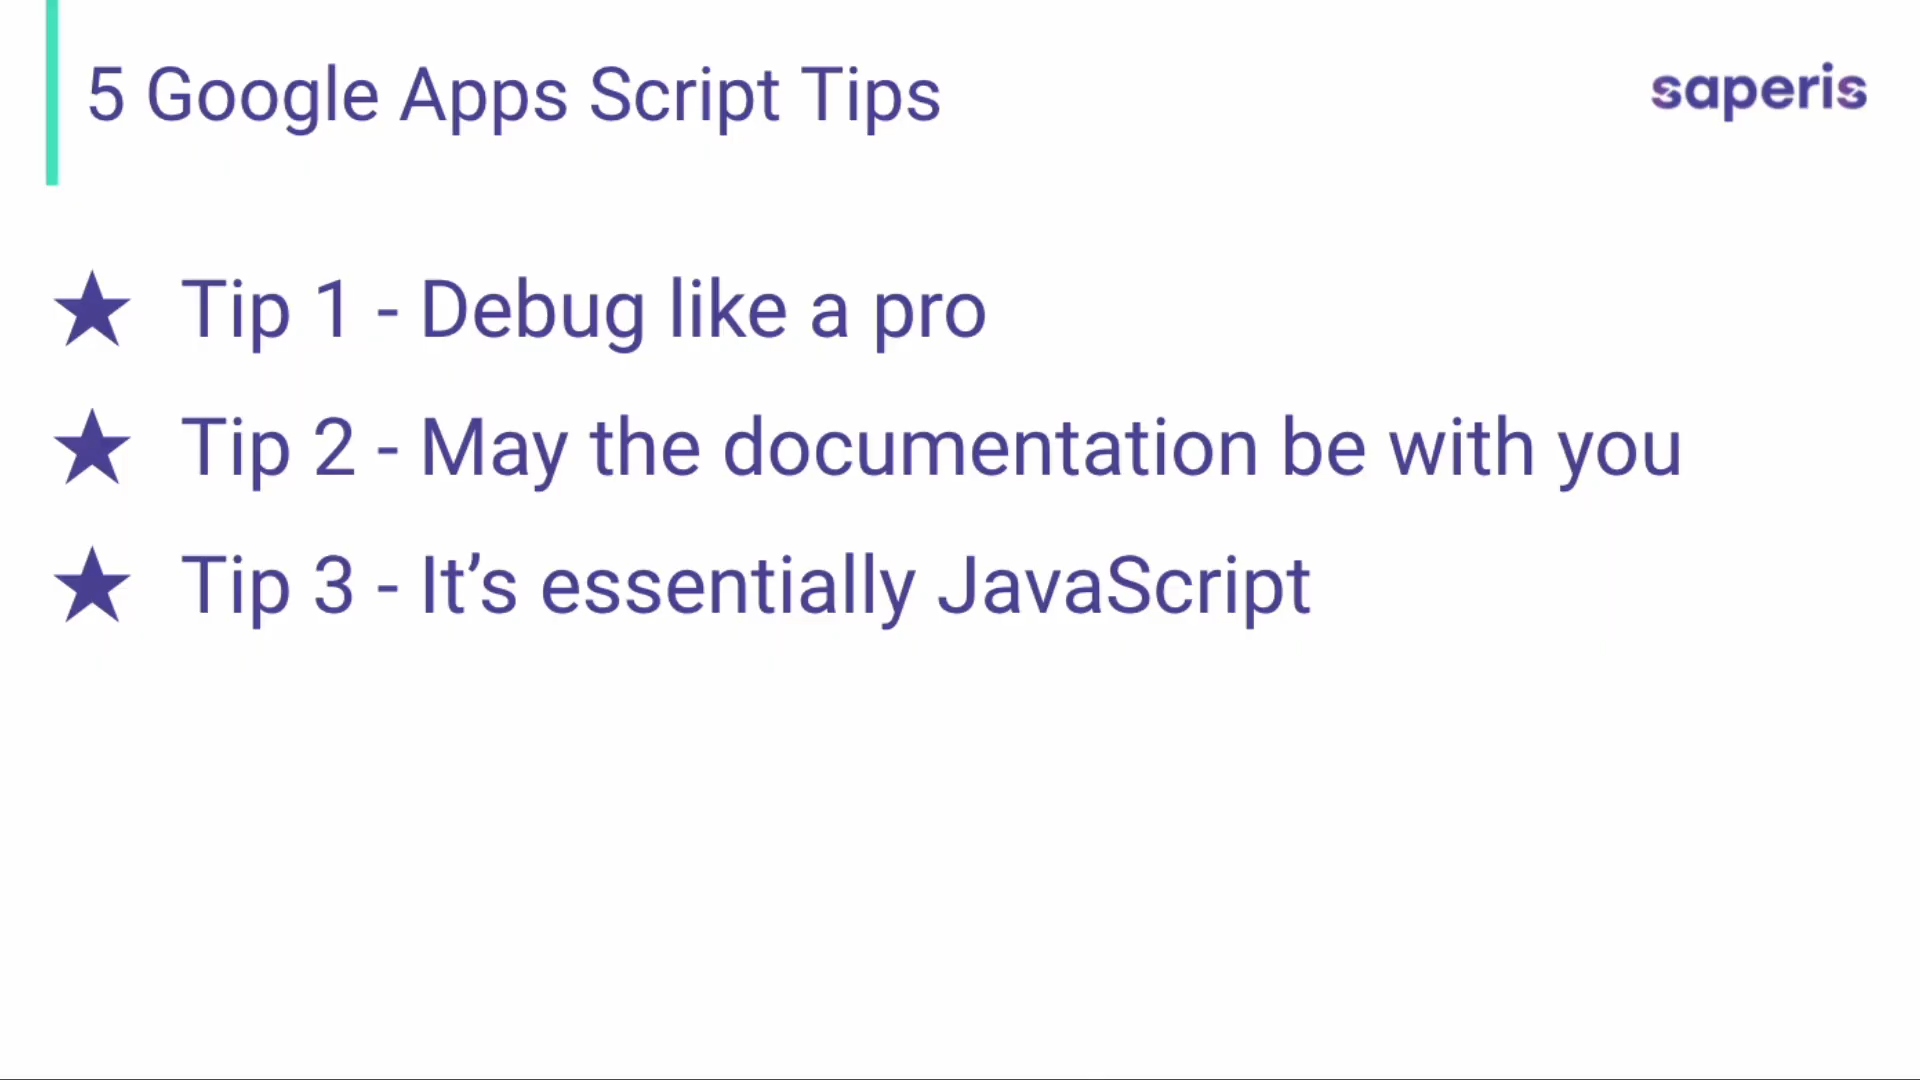 5 Google Apps Script Tips
saperis
★ Tip 1 - Debug like a pro
★ Tip 2 - May the documentation be with you
★ Tip 3 - It’s essentially JavaScript